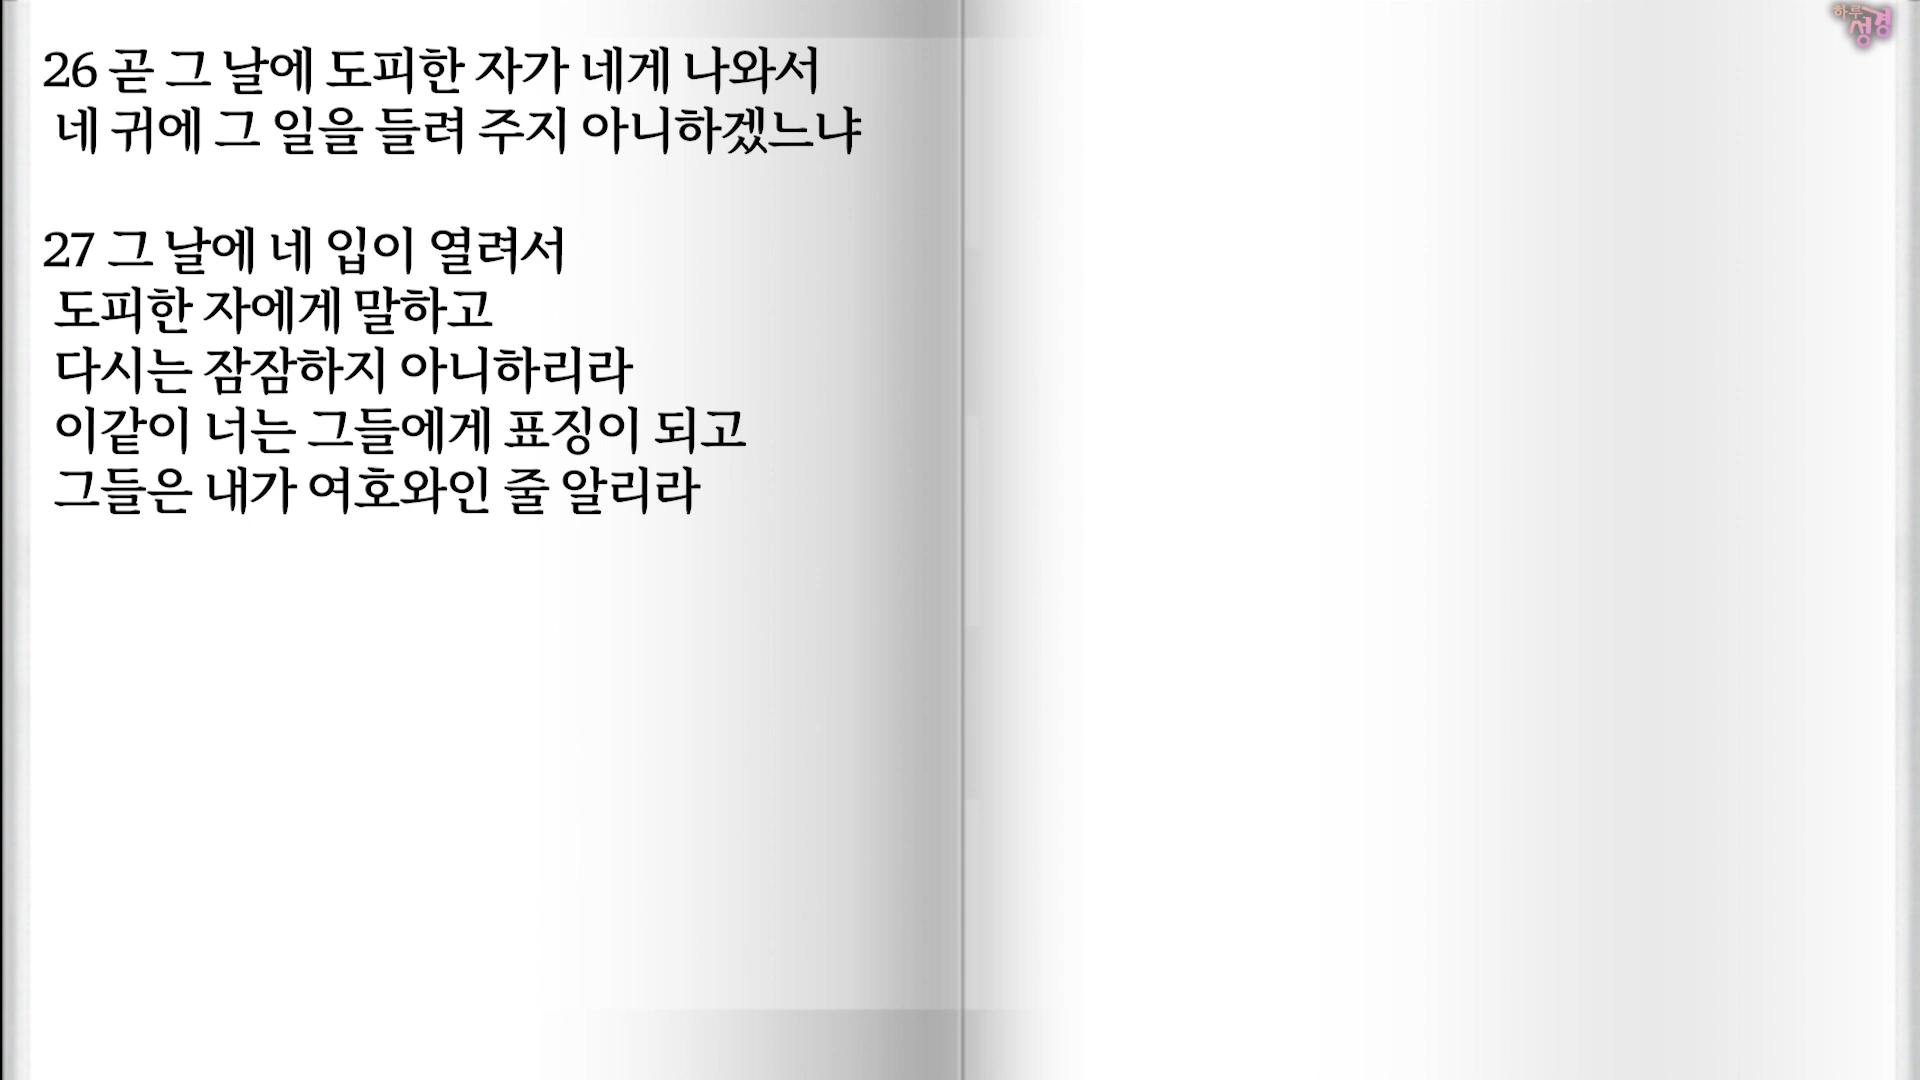 하루
성경
26 곧 그 날에 도피한 자가 네게 나와서
네 귀에 그 일을 들려 주지 아니하겠느냐
27 그 날에 네 입이 열려서
도피한 자에게 말하고
다시는 잠잠하지 아니하리라
이같이 너는 그들에게 표징이 되고
그들은 내가 여호와인 줄 알리라